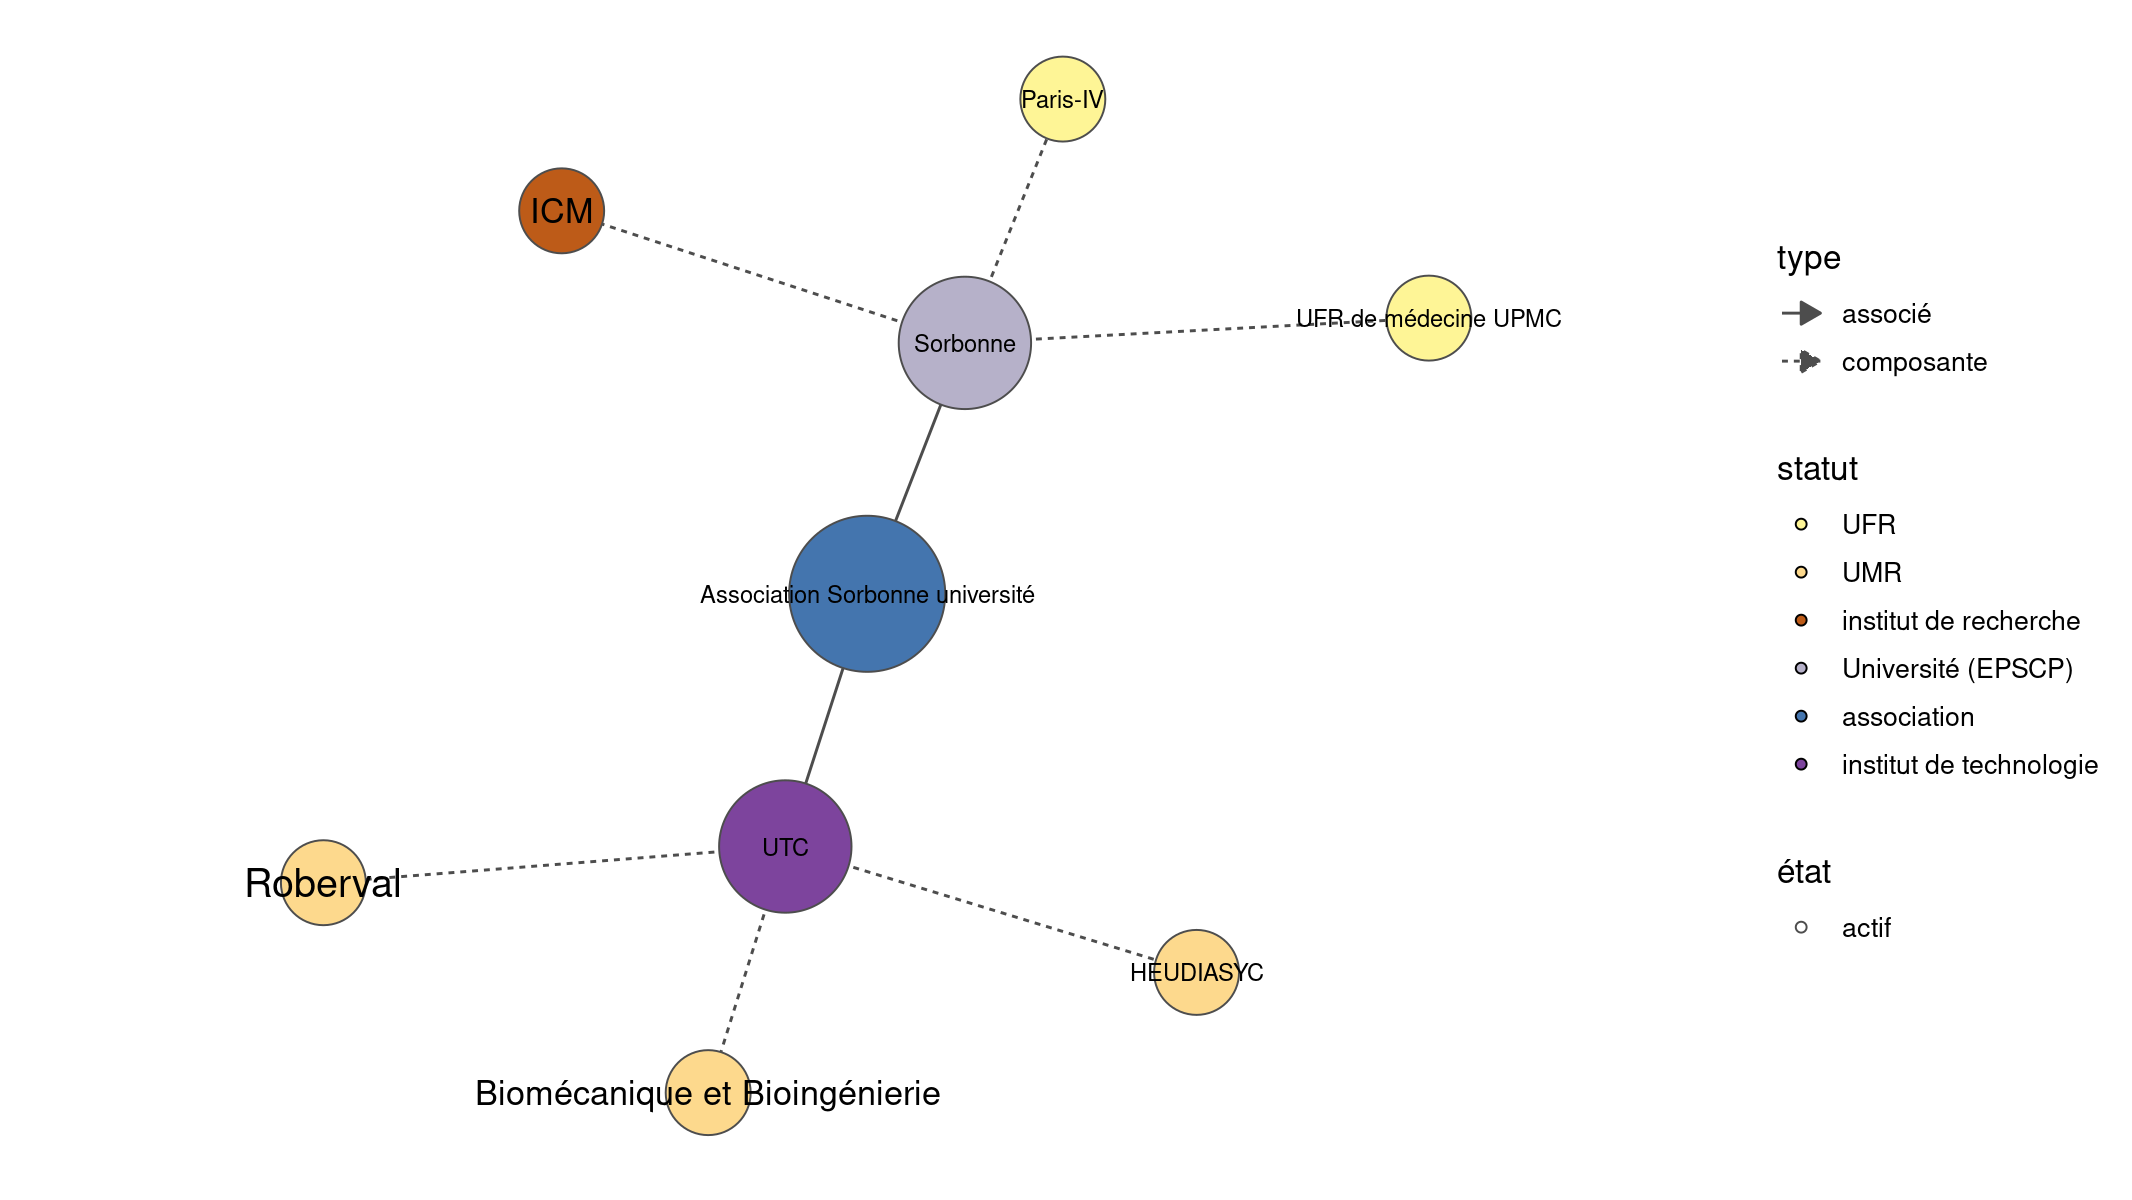 Paris-IV
ICM
UFR de médecine UPMC
Sorbonne
Association Sorbonne université
UTC
Roberval
HEUDIASYC
Biomécanique et Bioingénierie
type
associé
composante
statut
UFR
UMR
institut de recherche
Université (EPSCP)
association
institut de technologie
état
actif